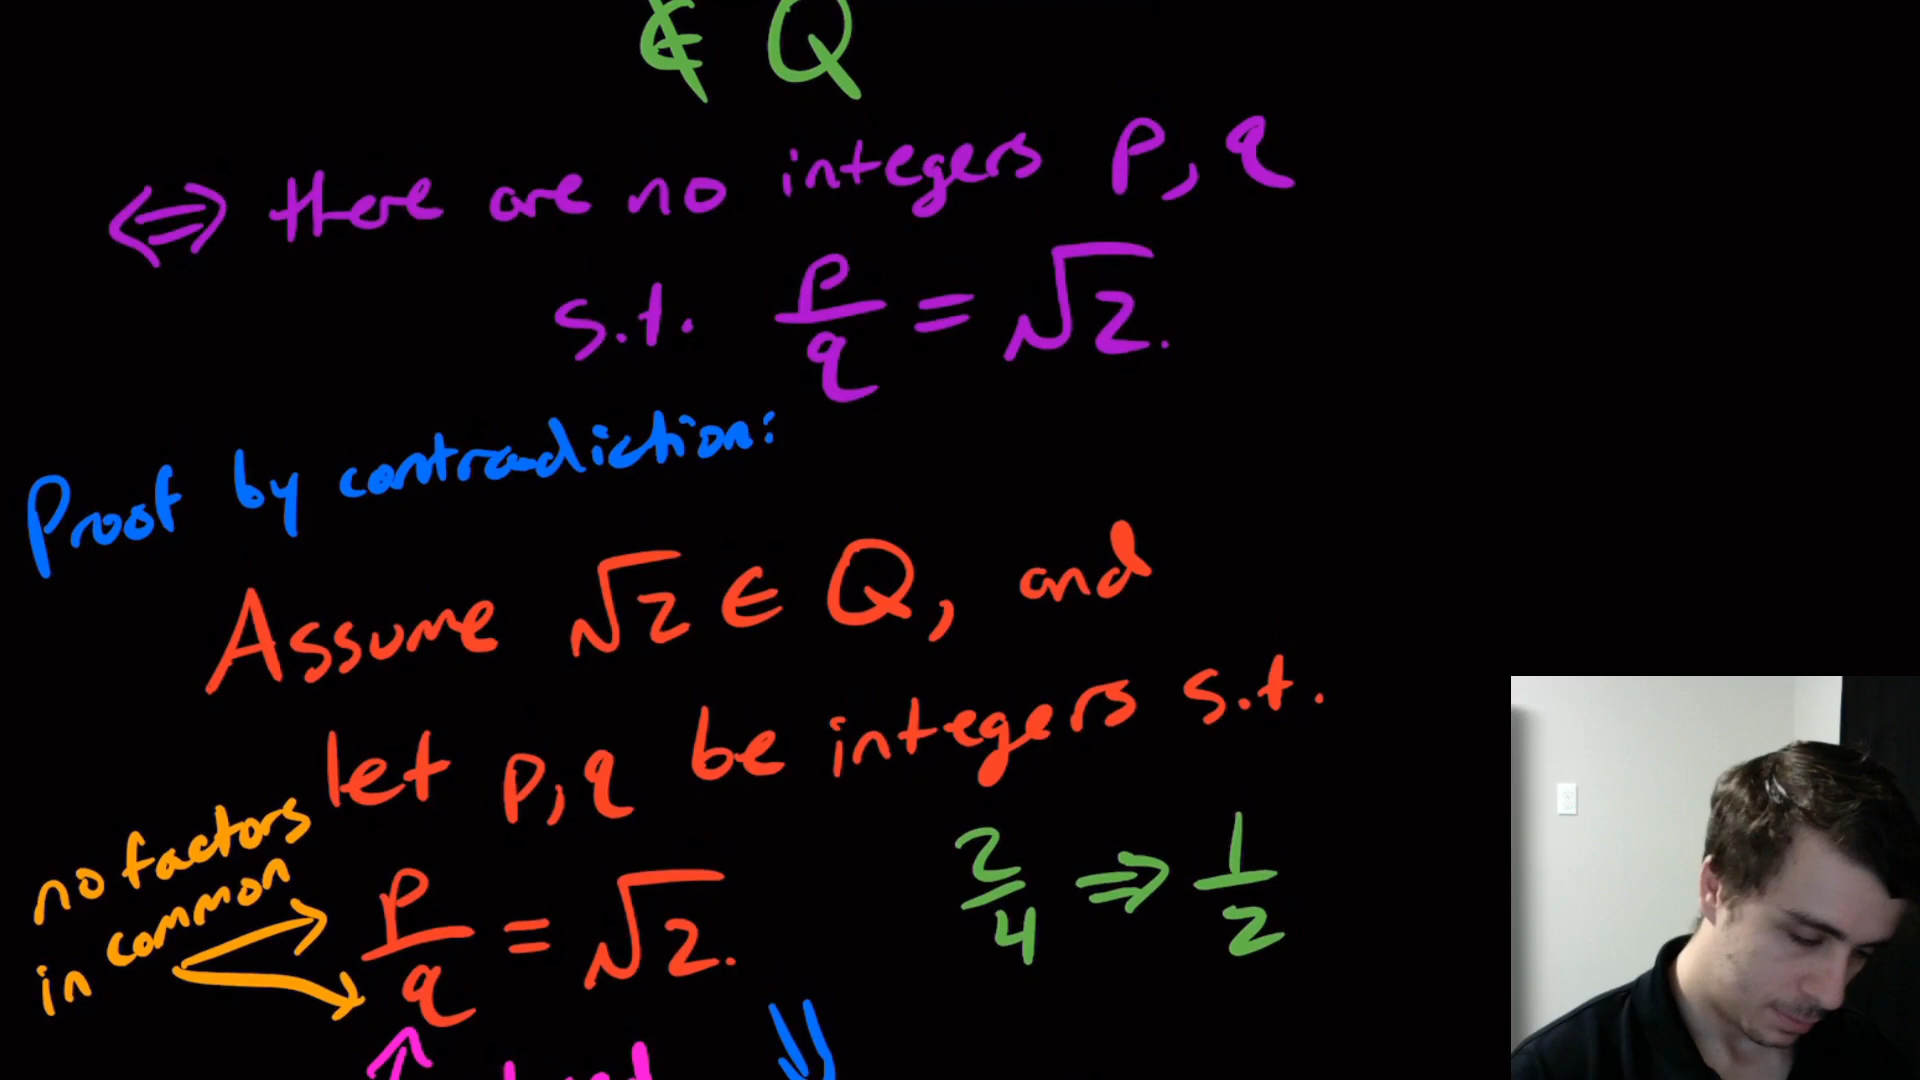 ∉ Q
⇔ there are no integers p, q
s.t. p/q = √2.
Proof by contradiction:
Assume √2 ∈ Q, and
let p, q be integers s.t.
no factors
in common
p/q = √2.
2/4 ⇒ 1/2